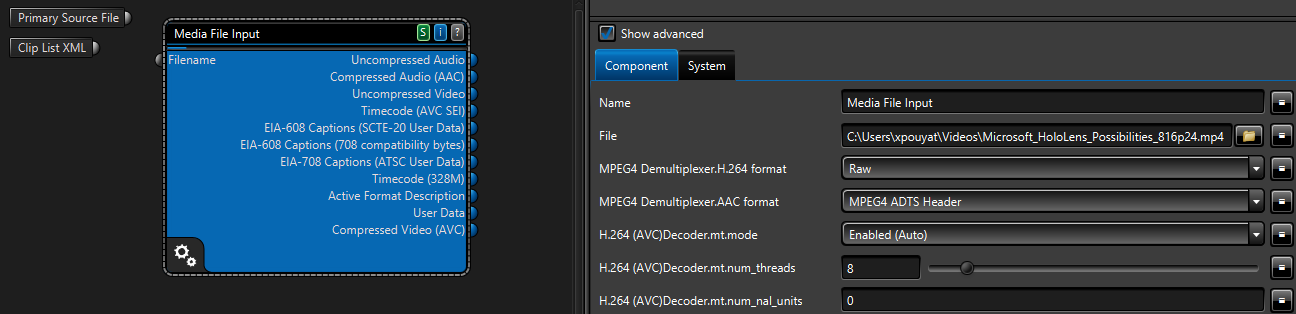 Primary Source File
Clip List XML
Media File Input
S
i
?
Filename
Uncompressed Audio
Compressed Audio (AAC)
Uncompressed Video
Timecode (AVC SEI)
EIA-608 Captions (SCTE-20 User Data)
EIA-608 Captions (708 compatibility bytes)
EIA-708 Captions (ATSC User Data)
Timecode (328M)
Active Format Description
User Data
Compressed Video (AVC)
Show advanced
Component
System
Name
Media File Input
File
C:\Users\xpouyat\Videos\Microsoft_HoloLens_Possibilities_816p24.mp4
MPEG4 Demultiplexer.H.264 format
Raw
MPEG4 Demultiplexer.AAC format
MPEG4 ADTS Header
H.264 (AVC)Decoder.mt.mode
Enabled (Auto)
H.264 (AVC)Decoder.mt.num_threads
8
H.264 (AVC)Decoder.mt.num_nal_units
0